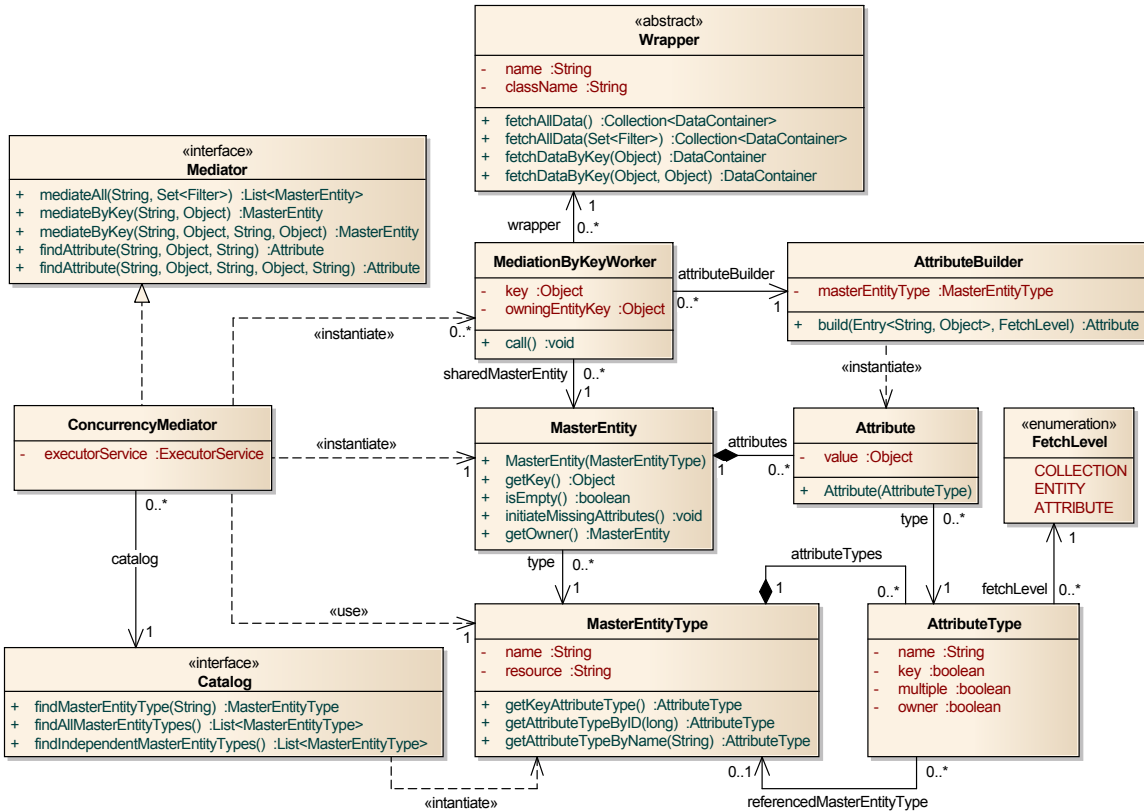 «abstract»
Wrapper
- name :String
- className :String
+ fetchAllData() :Collection<DataContainer>
+ fetchAllData(Set<Filter>) :Collection<DataContainer>
+ fetchDataByKey(Object) :DataContainer
+ fetchDataByKey(Object, Object) :DataContainer
«interface»
Mediator
+ mediateAll(String, Set<Filter>) :List<MasterEntity>
+ mediateByKey(String, Object) :MasterEntity
+ mediateByKey(String, Object, String, Object) :MasterEntity
+ findAttribute(String, Object, String) :Attribute
+ findAttribute(String, Object, String, Object, String) :Attribute
1
wrapper
0..*
MediationByKeyWorker
- key :Object
- owningEntityKey :Object
+ call() :void
attributeBuilder
0..*
1
AttributeBuilder
- masterEntityType :MasterEntityType
+ build(Entry<String, Object>, FetchLevel) :Attribute
«instantiate»
0..*
sharedMasterEntity
0..*
1
«instantiate»
ConcurrencyMediator
- executorService :ExecutorService
«instantiate»
1
MasterEntity
+ MasterEntity(MasterEntityType)
+ getKey() :Object
+ isEmpty() :boolean
+ initiateMissingAttributes() :void
+ getOwner() :MasterEntity
attributes
1
0..*
Attribute
- value :Object
+ Attribute(AttributeType)
«enumeration»
FetchLevel
COLLECTION
ENTITY
ATTRIBUTE
0..*
catalog
1
type
0..*
1
attributeTypes
1
0..*
type
0..*
1
1
fetchLevel
0..*
«use»
1
MasterEntityType
- name :String
- resource :String
+ getKeyAttributeType() :AttributeType
+ getAttributeTypeByID(long) :AttributeType
+ getAttributeTypeByName(String) :AttributeType
AttributeType
- name :String
- key :boolean
- multiple :boolean
- owner :boolean
«interface»
Catalog
+ findMasterEntityType(String) :MasterEntityType
+ findAllMasterEntityTypes() :List<MasterEntityType>
+ findIndependentMasterEntityTypes() :List<MasterEntityType>
«intantiate»
0..1
0..*
referencedMasterEntityType